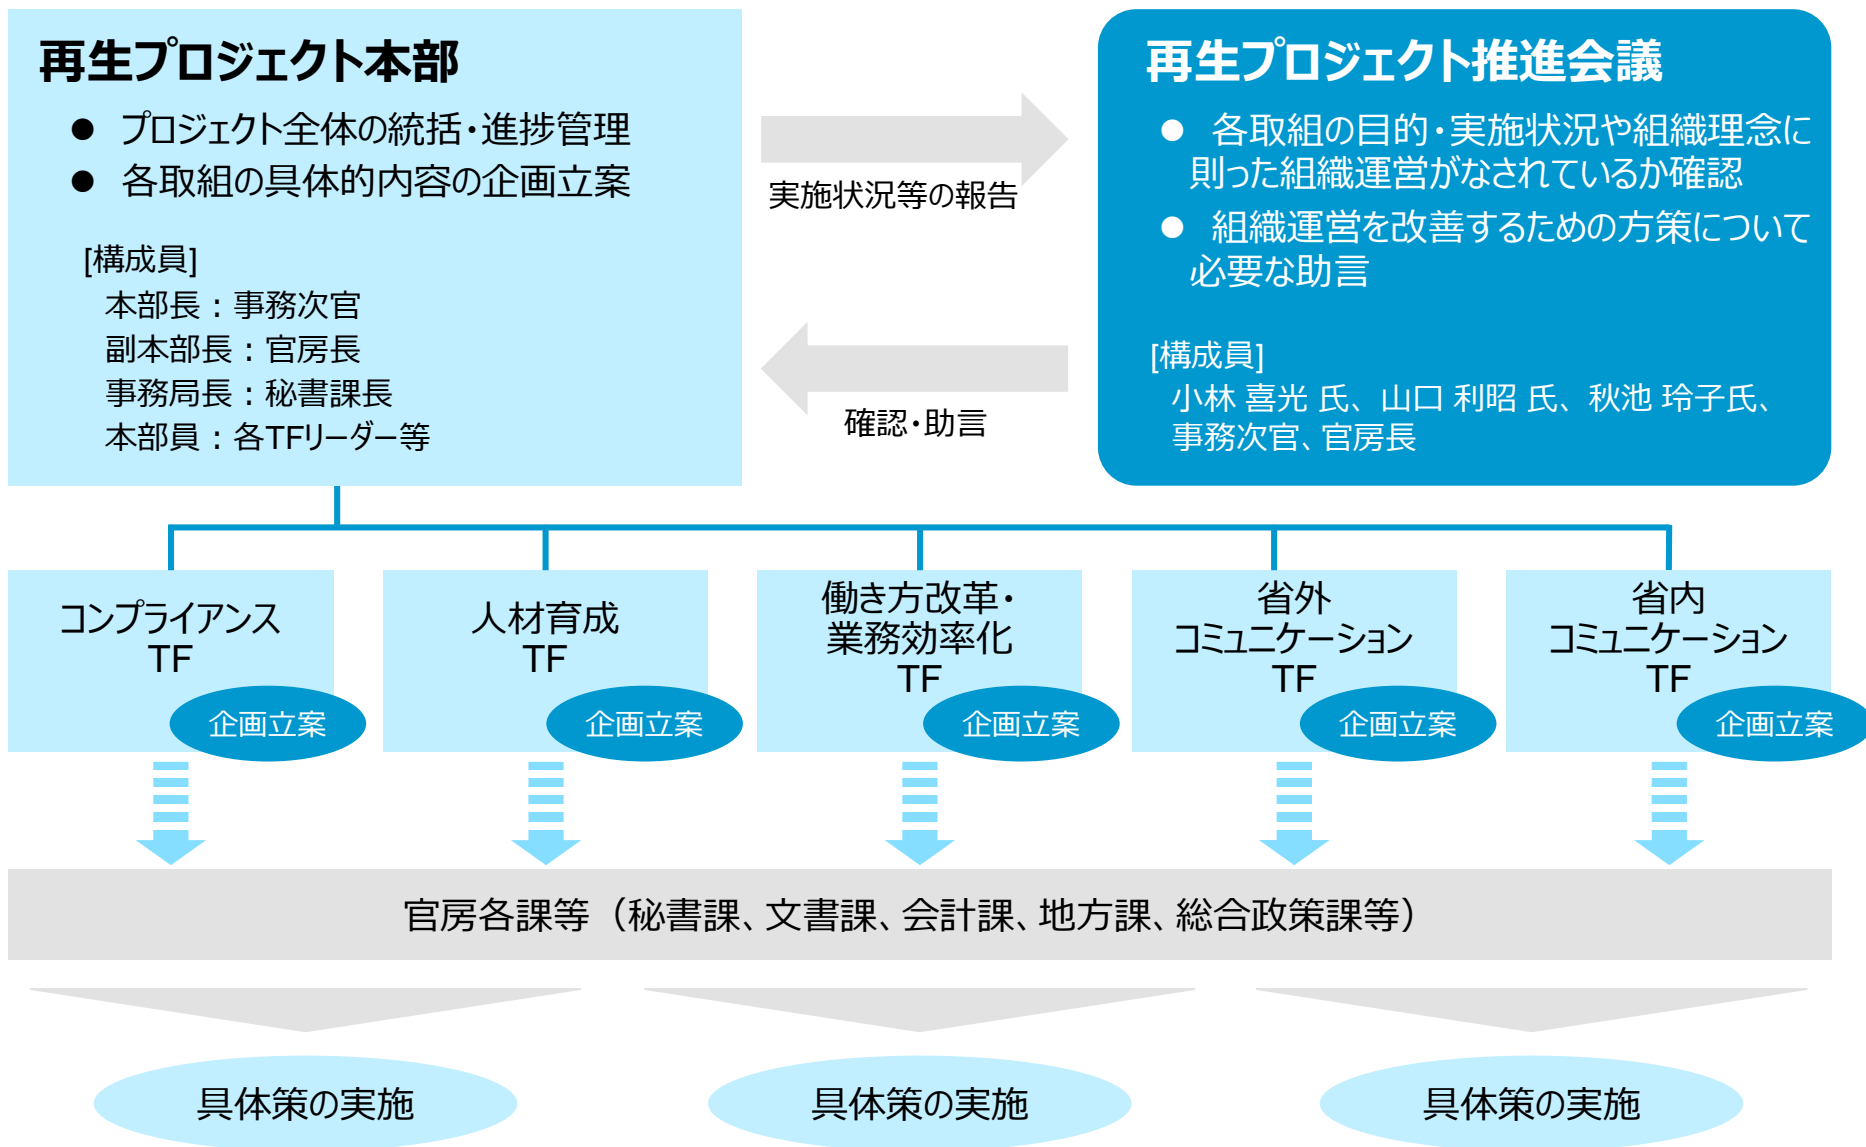 再生プロジェクト本部
● プロジェクト全体の統括・進捗管理
● 各取組の具体的内容の企画立案
[構成員]
本部長：事務次官
副本部長：官房長
事務局長：秘書課長
本部員：各TFリーダー等
実施状況等の報告
確認・助言
再生プロジェクト推進会議
● 各取組の目的・実施状況や組織理念に
則った組織運営がなされているか確認
● 組織運営を改善するための方策について
必要な助言
[構成員]
小林 喜光 氏、山口 利昭 氏、秋池 玲子氏、
事務次官、官房長
コンプライアンス
TF
企画立案
人材育成
TF
企画立案
働き方改革・
業務効率化
TF
企画立案
省外
コミュニケーション
TF
企画立案
省内
コミュニケーション
TF
企画立案
官房各課等（秘書課、文書課、会計課、地方課、総合政策課等）
具体策の実施
具体策の実施
具体策の実施